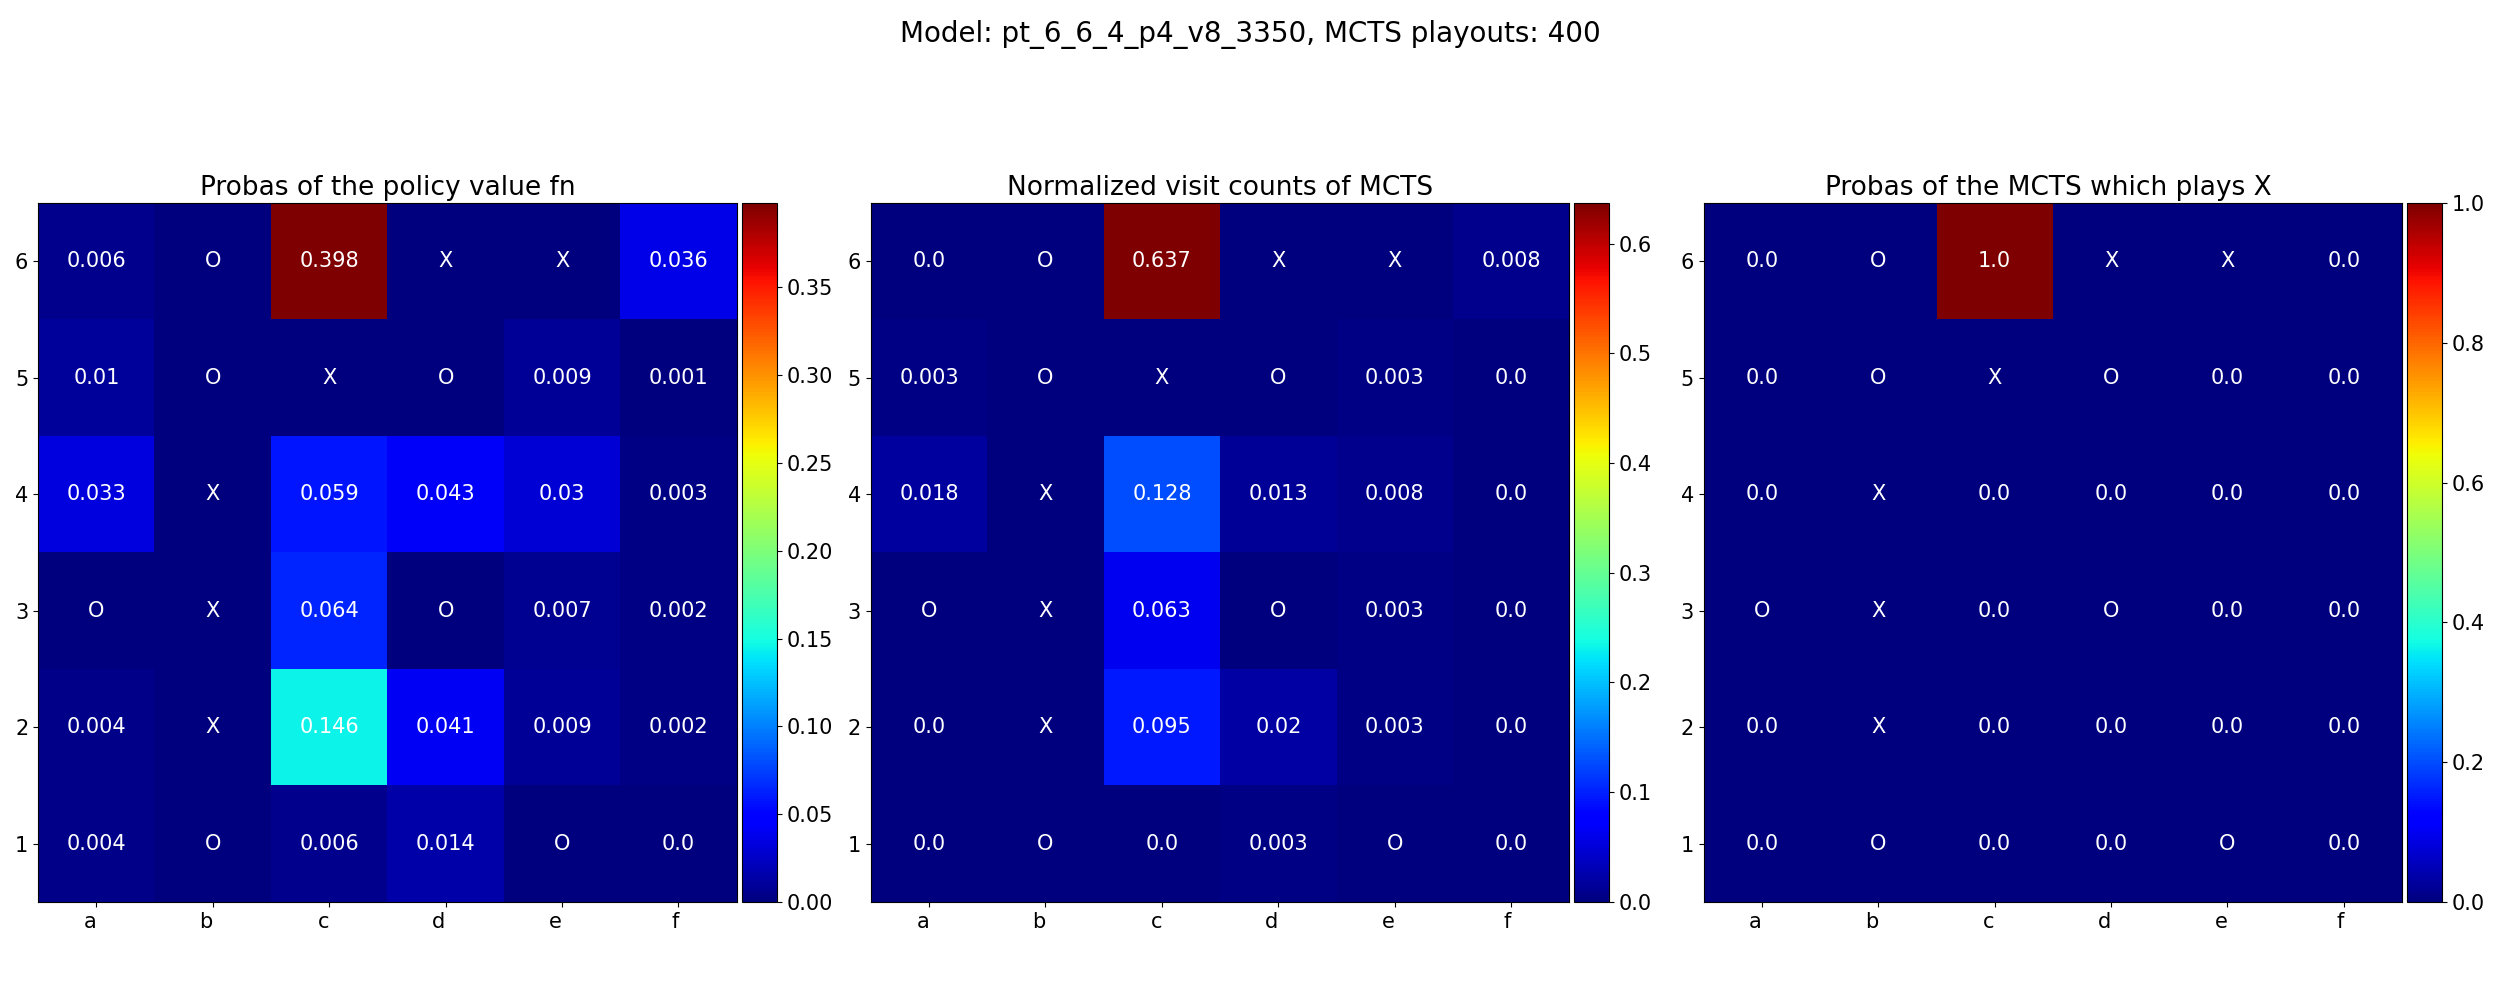 Model: pt_6_6_4_p4_v8_3350, MCTS playouts: 400
Probas of the policy value fn
6 0.006 O 0.398 X X 0.036
5 0.01 O X O 0.009 0.001
4 0.033 X 0.059 0.043 0.03 0.003
3 O X 0.064 O 0.007 0.002
2 0.004 X 0.146 0.041 0.009 0.002
1 0.004 O 0.006 0.014 O 0.0
a b c d e f
0.35
0.30
0.25
0.20
0.15
0.10
0.05
0.00
Normalized visit counts of MCTS
6 0.0 O 0.637 X X 0.008
5 0.003 O X O 0.003 0.0
4 0.018 X 0.128 0.013 0.008 0.0
3 O X 0.063 O 0.003 0.0
2 0.0 X 0.095 0.02 0.003 0.0
1 0.0 O 0.0 0.003 O 0.0
a b c d e f
0.6
0.5
0.4
0.3
0.2
0.1
0.0
Probas of the MCTS which plays X
6 0.0 O 1.0 X X 0.0
5 0.0 O X O 0.0 0.0
4 0.0 X 0.0 0.0 0.0 0.0
3 O X 0.0 O 0.0 0.0
2 0.0 X 0.0 0.0 0.0 0.0
1 0.0 O 0.0 0.0 O 0.0
a b c d e f
1.0
0.8
0.6
0.4
0.2
0.0